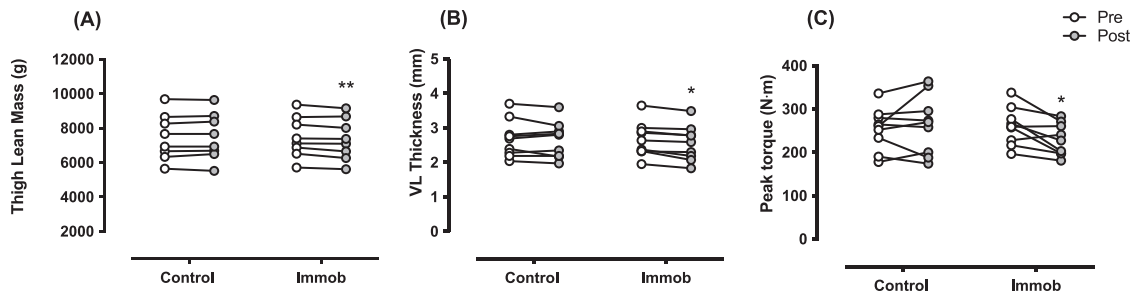 (A)
Thigh Lean Mass (g)
12000
10000
8000
6000
4000
2000
**
Control
Immob
(B)
VL Thickness (mm)
5
4
3
2
1
0
*
Control
Immob
(C)
Peak torque (N·m)
400
300
200
100
0
*
Control
Immob
Pre
Post